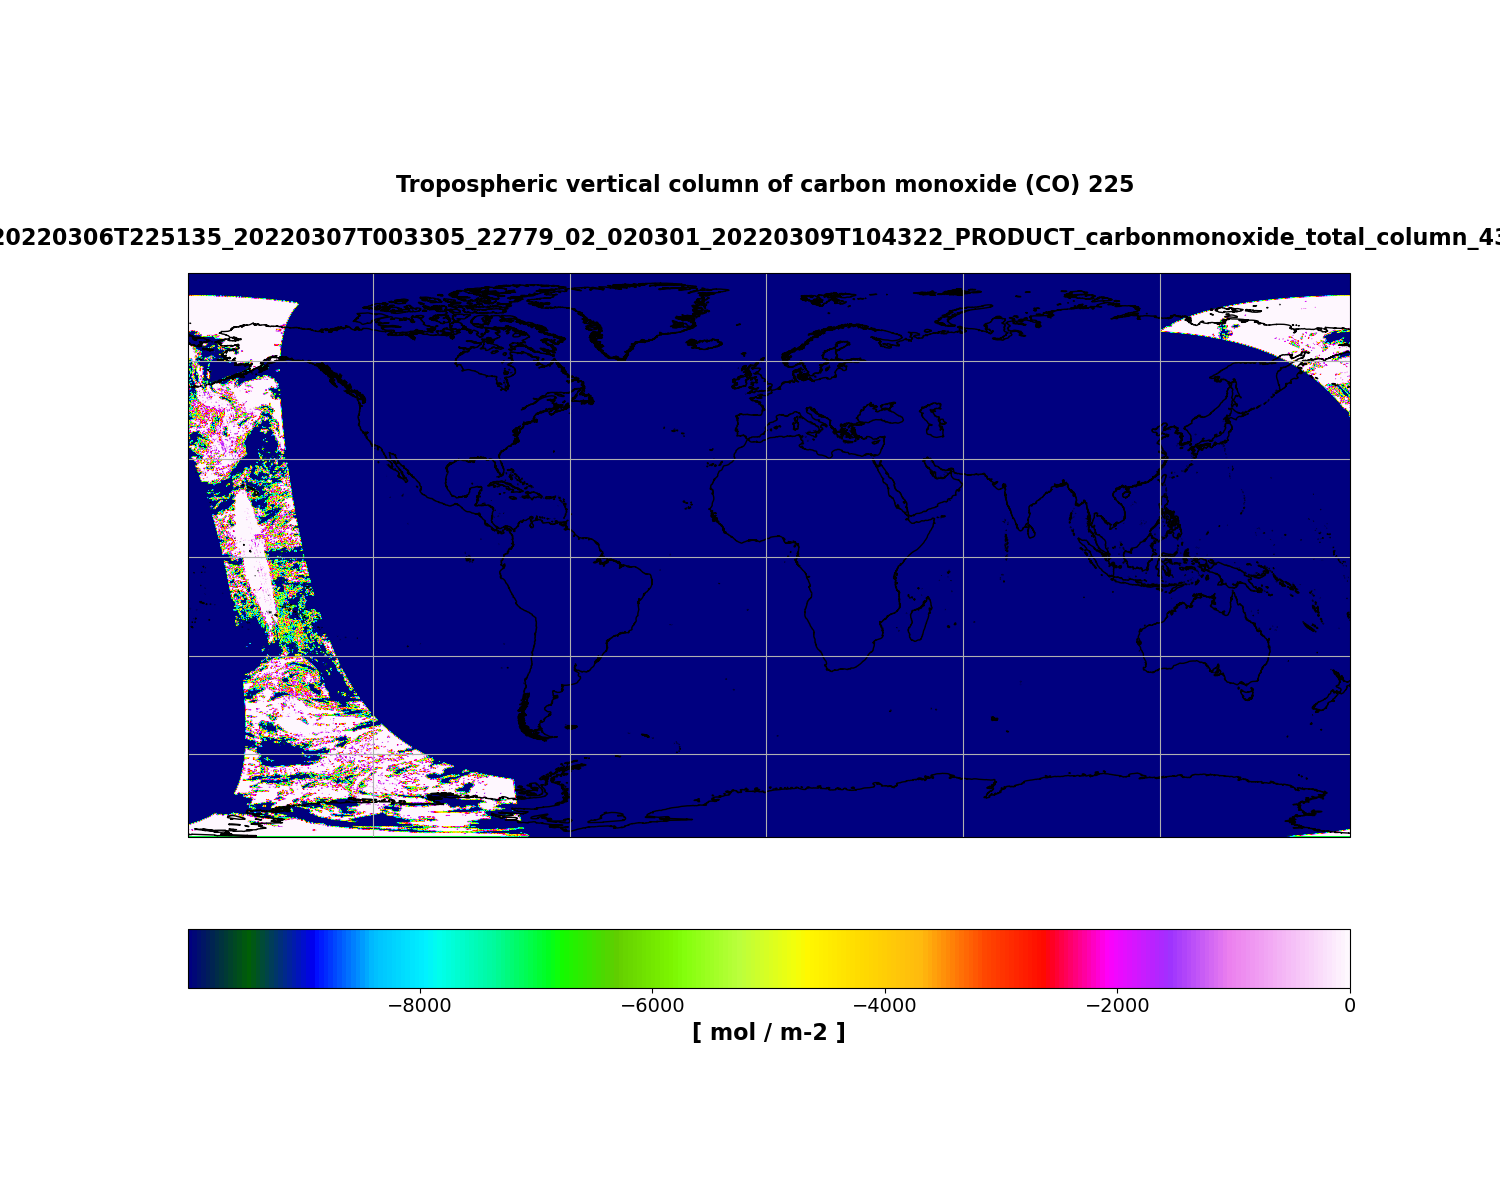 Tropospheric vertical column of carbon monoxide (CO) 225
20220306T225135_20220307T003305_22779_02_020301_20220309T104322_PRODUCT_carbonmonoxide_total_column_43
−8000 −6000 −4000 −2000 0
[ mol / m-2 ]